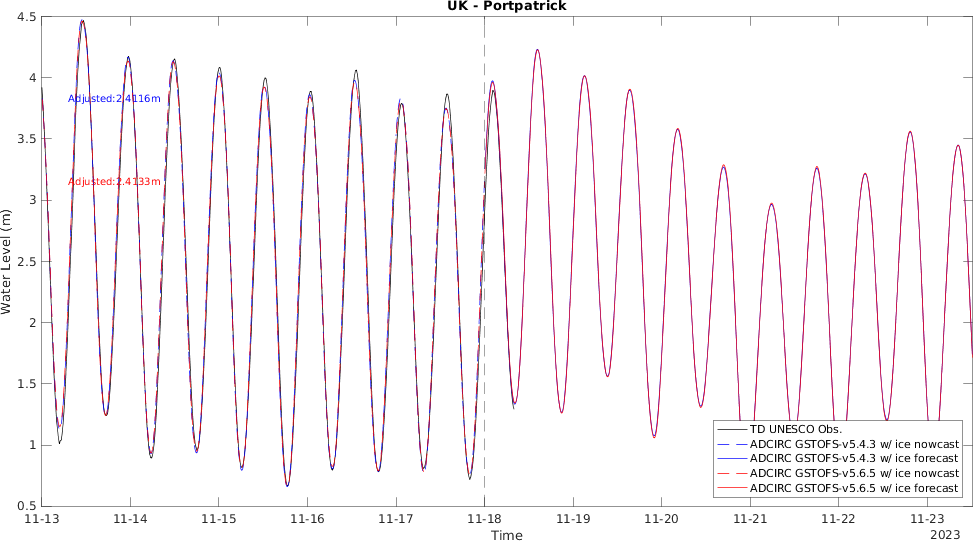 UK - Portpatrick
4.5
4
3.5
3
2.5
2
1.5
1
0.5
Water Level (m)
Adjusted:2.4116m
Adjusted:2.4133m
TD UNESCO Obs.
ADCIRC GSTOFS-v5.4.3 w/ ice nowcast
ADCIRC GSTOFS-v5.4.3 w/ ice forecast
ADCIRC GSTOFS-v5.6.5 w/ ice nowcast
ADCIRC GSTOFS-v5.6.5 w/ ice forecast
11-13 11-14 11-15 11-16 11-17 11-18 11-19 11-20 11-21 11-22 11-23
Time
2023